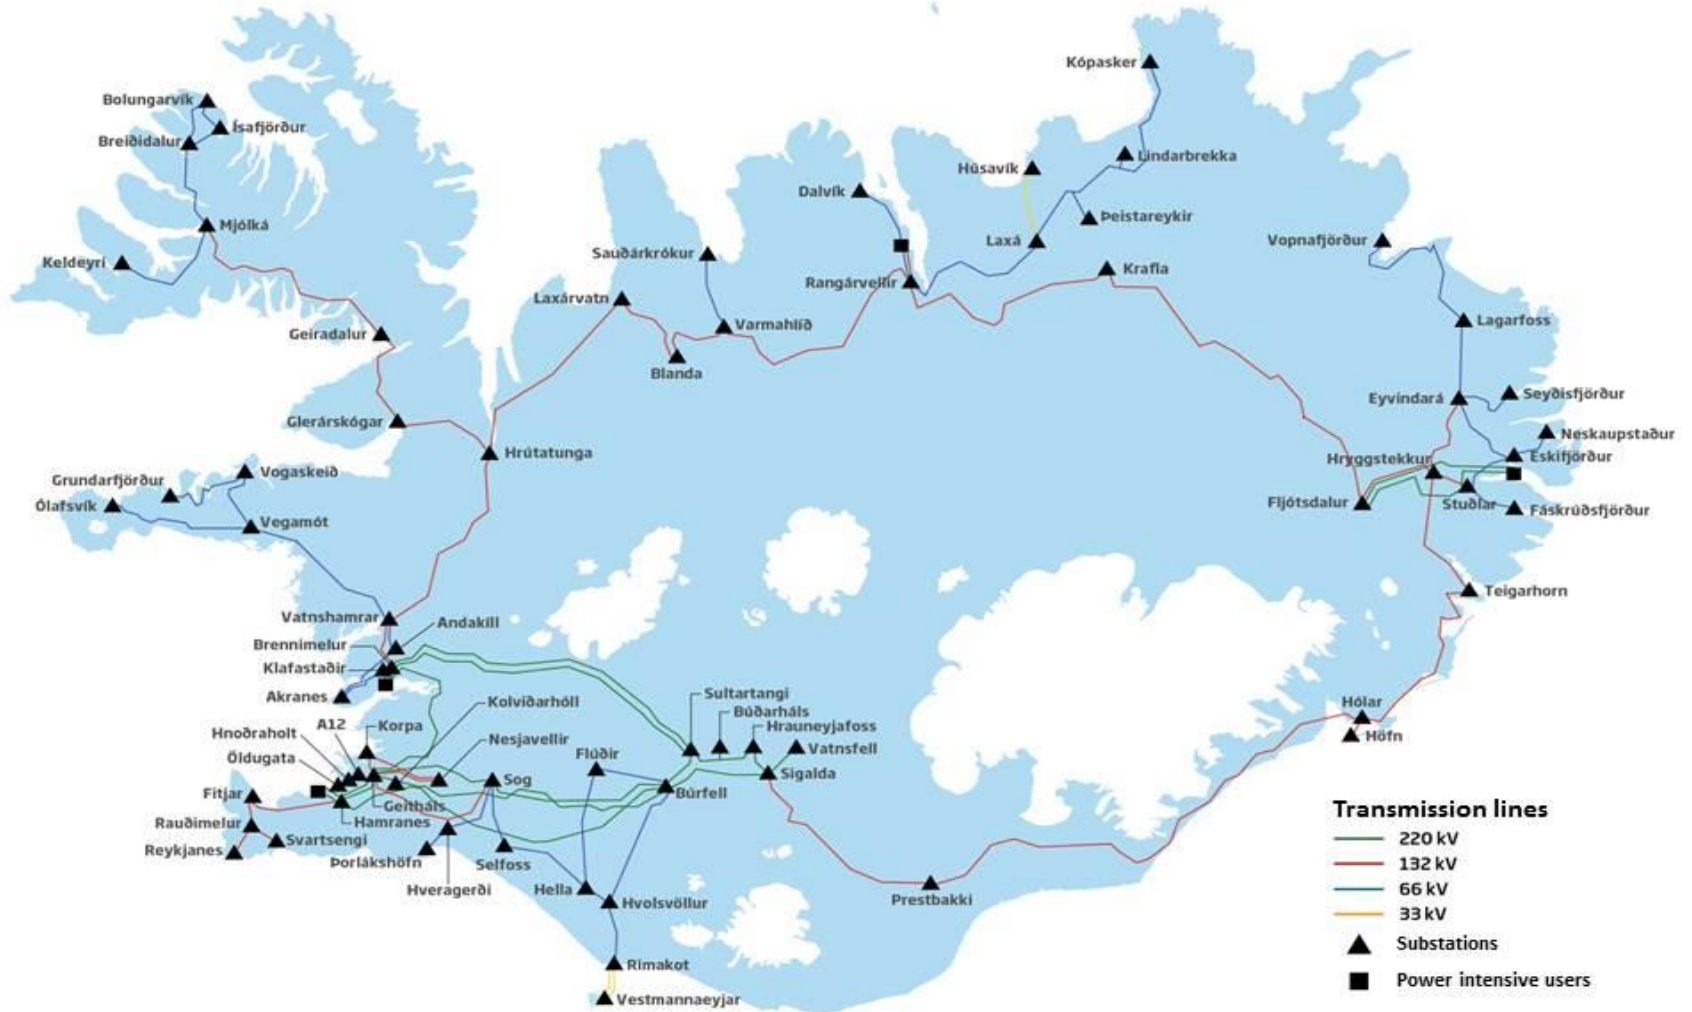 Kópasker
Bolungarvík
Ísafjörður
Breiðidalur
Lindarbrekka
Húsavík
Dalvík
Þeistareykir
Mjólká
Laxá
Vopnafjörður
Keldeyri
Sauðárkrókur
Krafla
Rangárvellir
Laxárvatn
Varmahlíð
Lagarfoss
Geiradalur
Blanda
Seyðisfjörður
Eyvindará
Glerárskógar
Neskaupstaður
Hrútatunga
Eskifjörður
Hryggstekkur
Vogaskeið
Grundarfjörður
Ólafsvík
Fljótsdalur
Stuðlar
Fáskrúðsfjörður
Vegamót
Teigarhorn
Vatnshamrar
Andakíll
Brennimelur
Klafastaðir
Akranes
Sultartangi
Kolviðarhóll
Hólar
Búðarháls
A12
Korpa
Hrauneyjafoss
Hnoðraholt
Nesjavellir
Höfn
Vatnsfell
Flúðir
Öldugata
Sigalda
Sog
Fitjar
Búrfell
Geitháls
Transmission lines
Rauðimelur
Hamranes
220 kV
Svartsengi
Reykjanes
Þorlákshöfn
Selfoss
132 kV
Hveragerði
Hella
66 kV
Hvolsvöllur
Prestbakki
33 kV
Substations
Rimakot
Power intensive users
Vestmannaeyjar